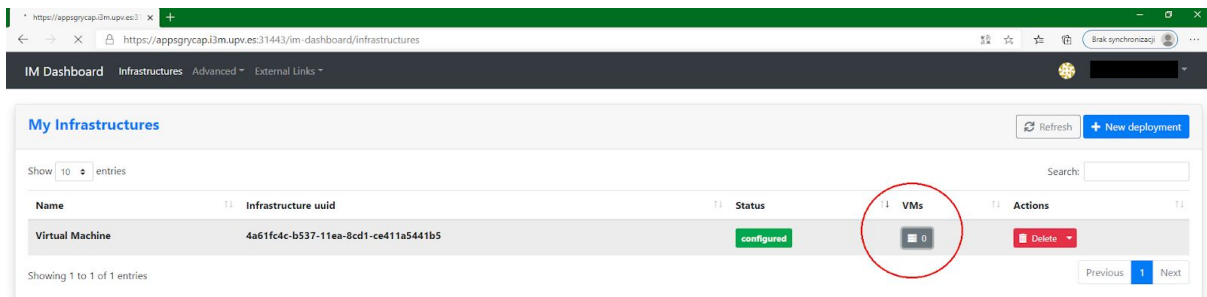 https://appsgrycap.i3m.upv.es:31
https://appsgrycap.i3m.upv.es:31443/im-dashboard/infrastructures
Brak synchronizacji
IM Dashboard Infrastructures Advanced External Links
My Infrastructures
Refresh + New deployment
Show 10 entries
Search:
Name Infrastructure uuid Status VMs Actions
Virtual Machine 4a61fc4c-b537-11ea-8cd1-ce411a5441b5 configured 0 Delete
Showing 1 to 1 of 1 entries
Previous 1 Next